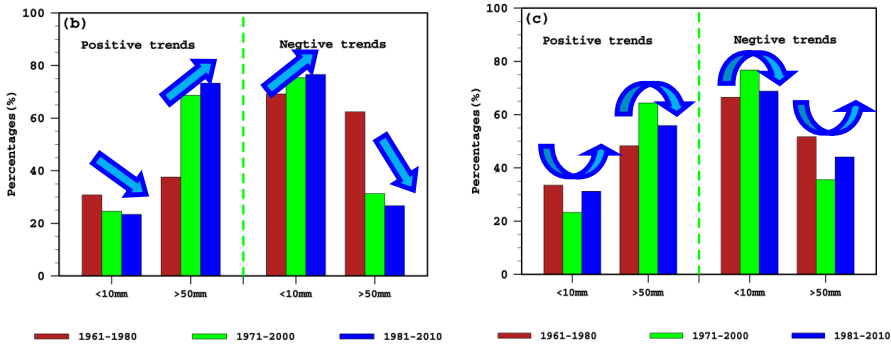 (b)
Positive trends
Negtive trends
Percentages(%)
100
80
60
40
20
0
<10mm
>50mm
<10mm
>50mm
1961-1980
1971-2000
1981-2010
(c)
Positive trends
Negtive trends
Percentages(%)
100
80
60
40
20
0
<10mm
>50mm
<10mm
>50mm
1961-1980
1971-2000
1981-2010